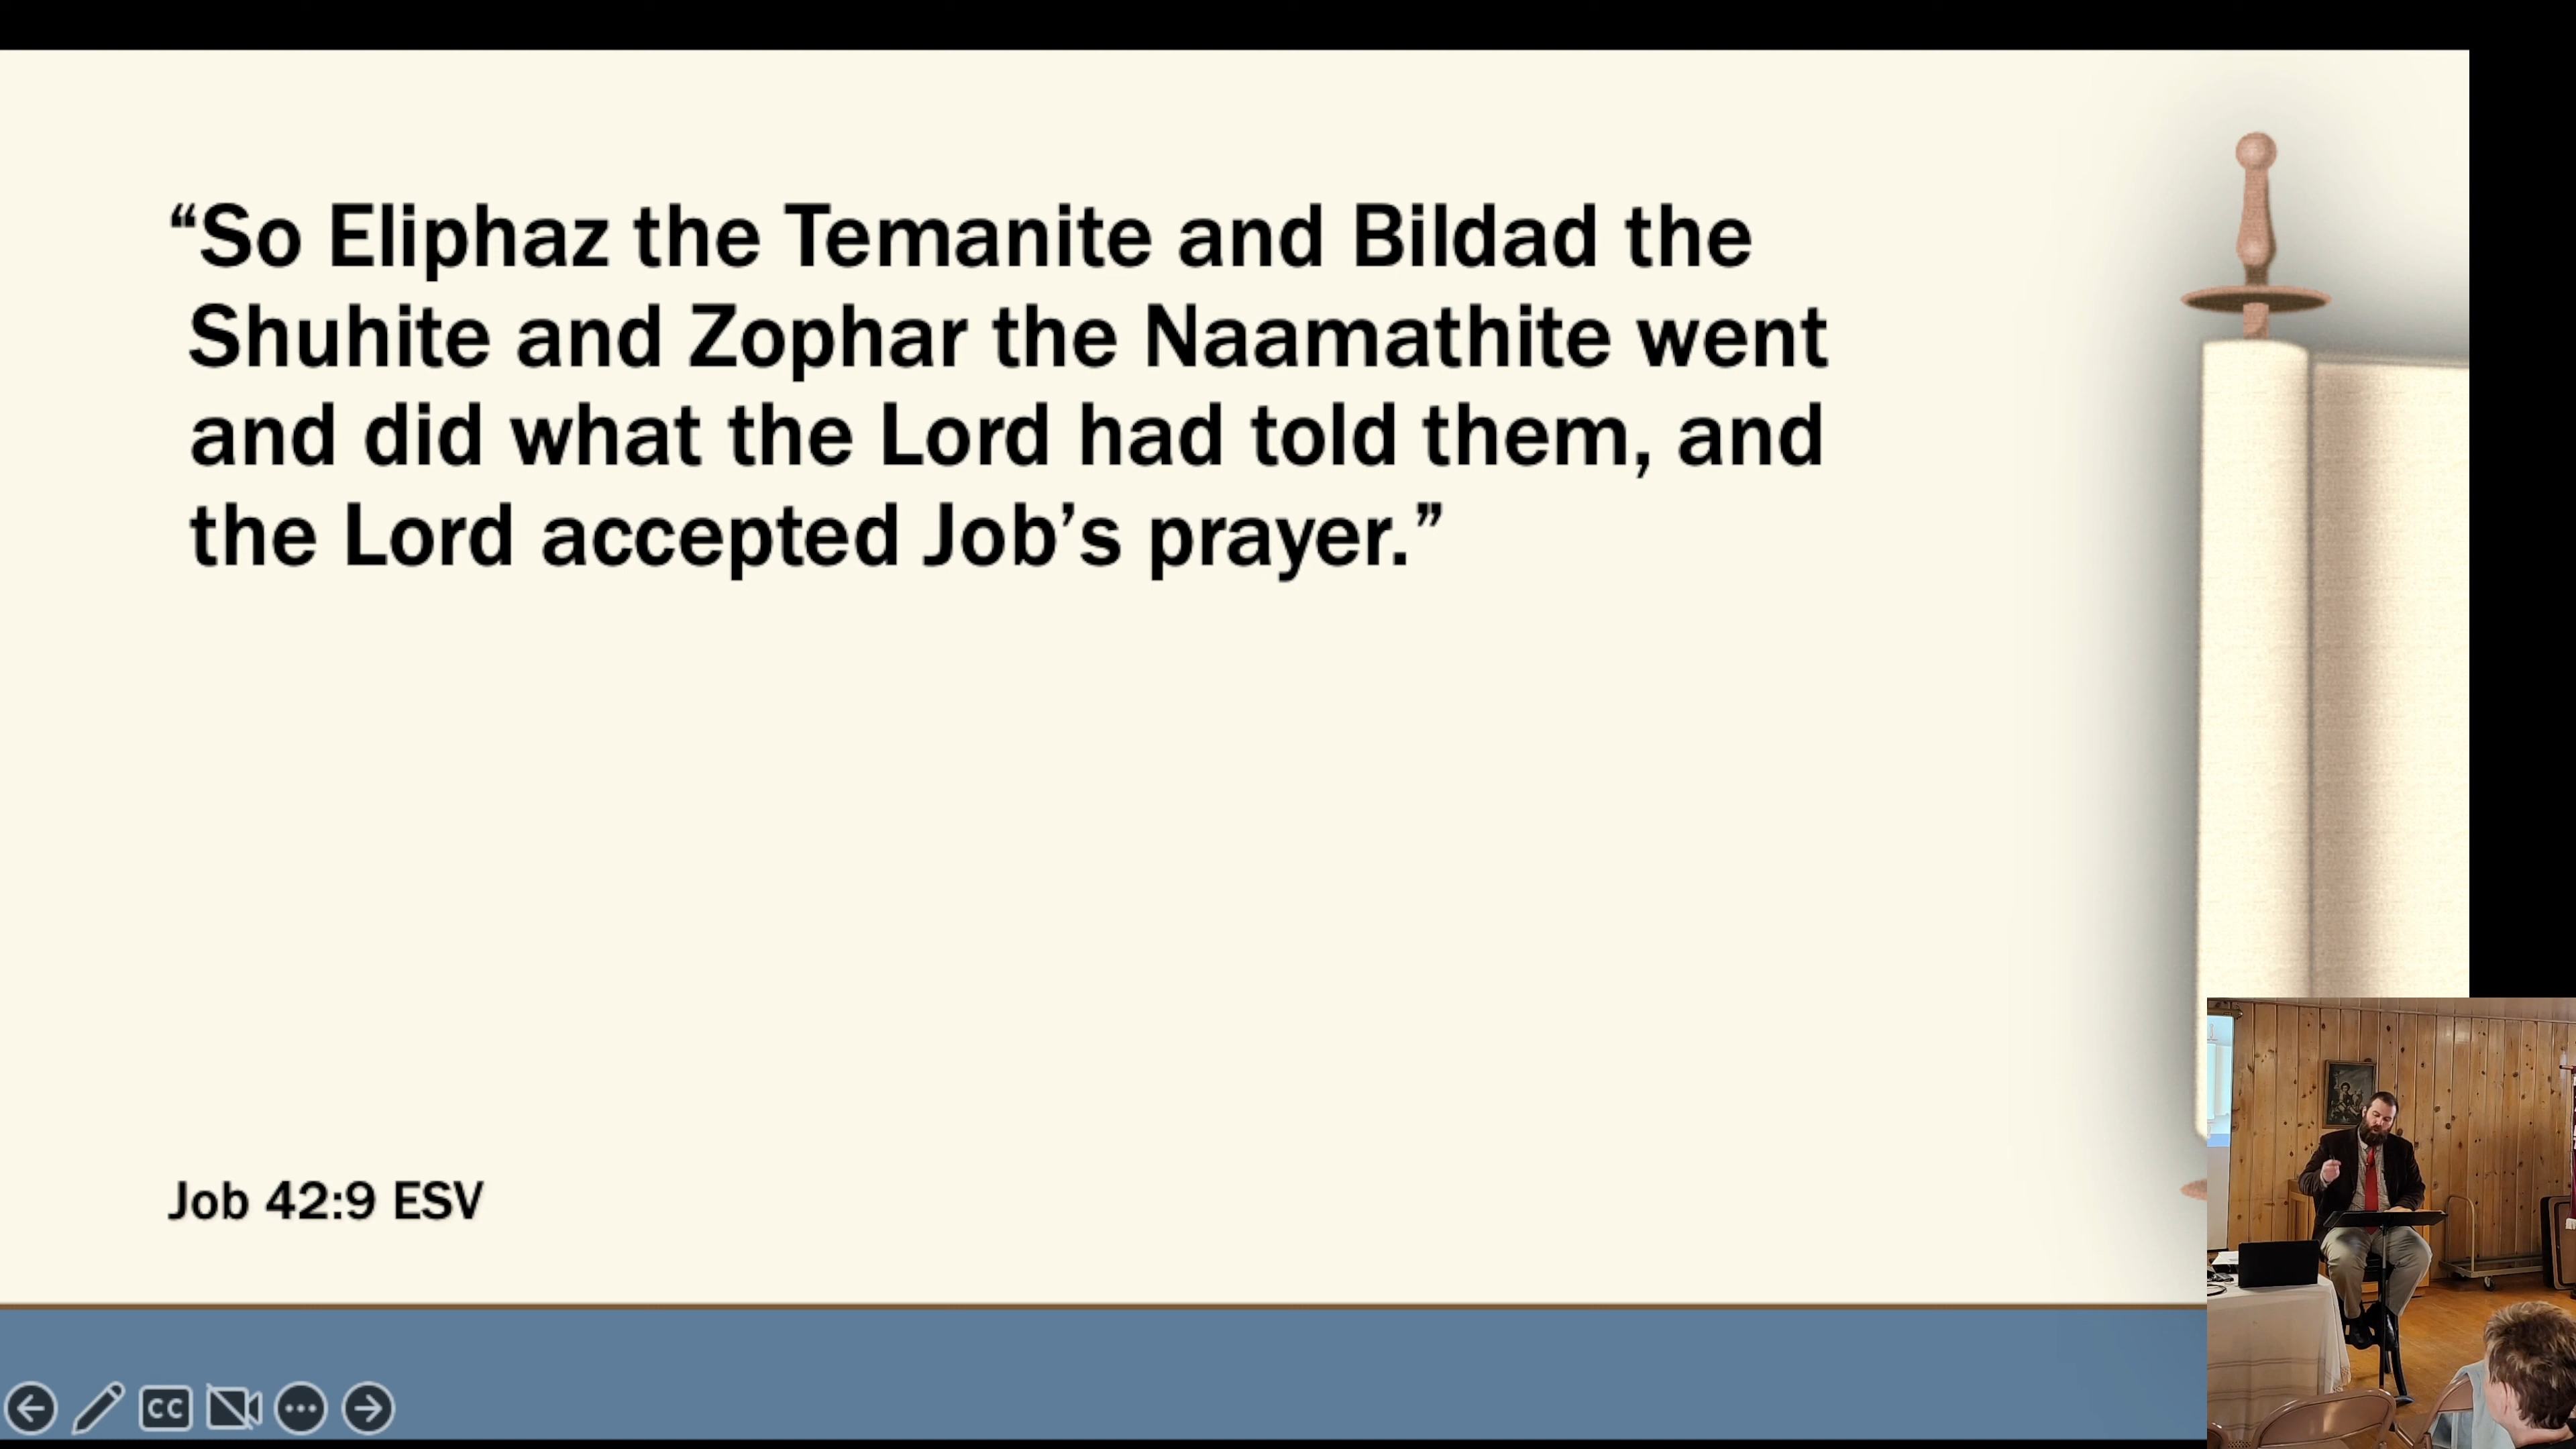 “So Eliphaz the Temanite and Bildad the
Shuhite and Zophar the Naamathite went
and did what the Lord had told them, and
the Lord accepted Job’s prayer.”
Job 42:9 ESV
CC